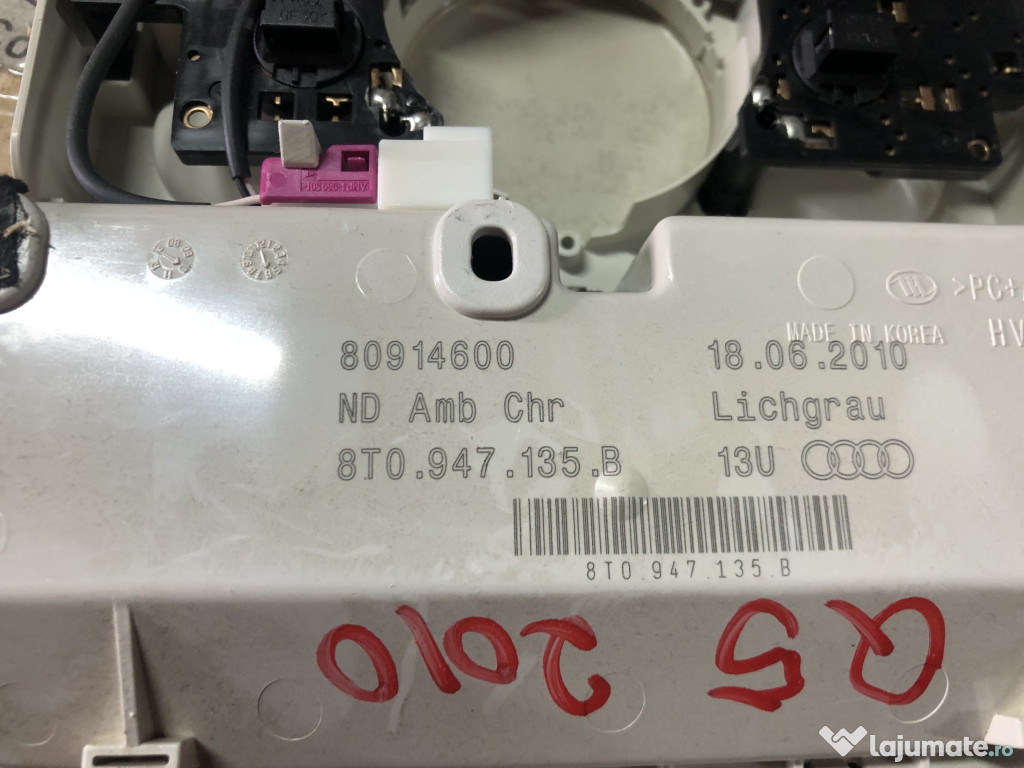 80914600
18.06.2010
ND Amb Chr
Lichgrau
8T0.947.135.B
13U
8T0.947.135.B
MADE IN KOREA
>PC+
HV
Q5
2010
lajumate.ro